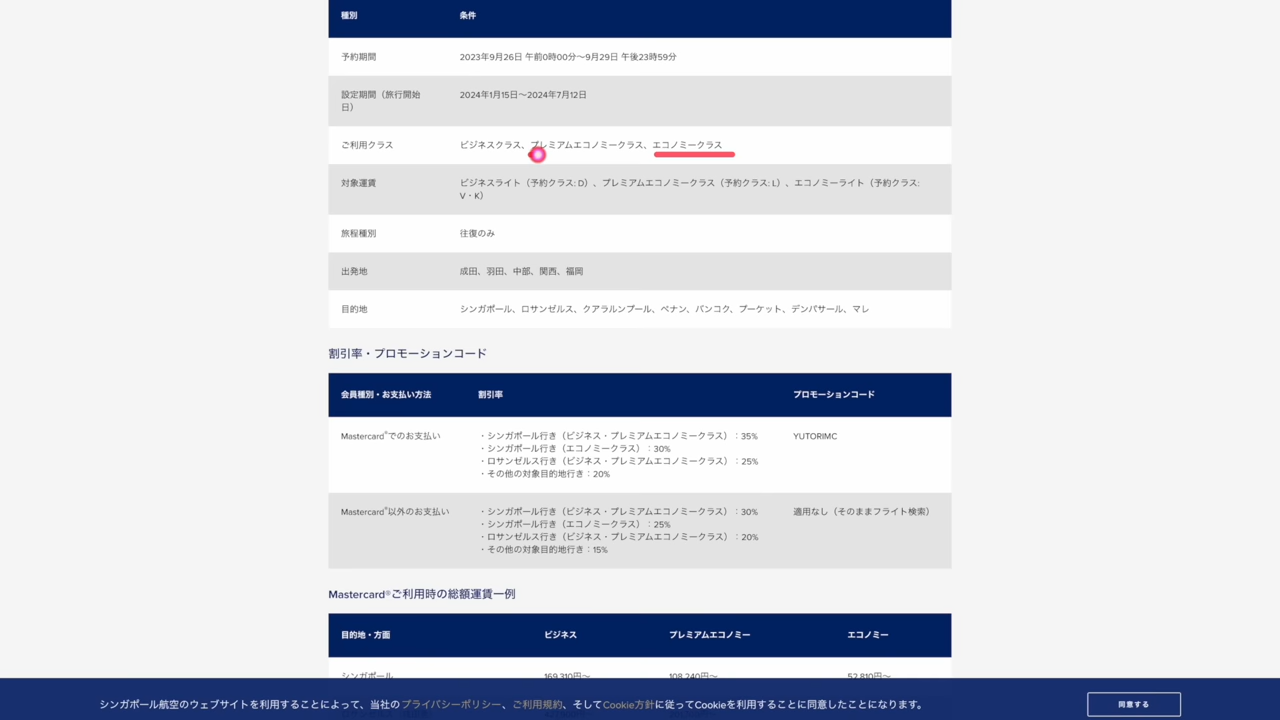 種別 条件
予約期間 2023年9月26日 午前0時00分～9月29日 午後23時59分
設定期間（旅行開始日） 2024年1月15日～2024年7月12日
ご利用クラス ビジネスクラス、プレミアムエコノミークラス、エコノミークラス
対象運賃 ビジネスライト（予約クラス: D）、プレミアムエコノミークラス（予約クラス: L）、エコノミーライト（予約クラス:
V・K）
旅程種別 往復のみ
出発地 成田、羽田、中部、関西、福岡
目的地 シンガポール、ロサンゼルス、クアラルンプール、ペナン、バンコク、プーケット、デンパサール、マレ
割引率・プロモーションコード
会員種別・お支払い方法 割引率 プロモーションコード
Mastercard®でのお支払い ・シンガポール行き（ビジネス・プレミアムエコノミークラス）：35% YUTORIMC
・シンガポール行き（エコノミークラス）：30%
・ロサンゼルス行き（ビジネス・プレミアムエコノミークラス）：25%
・その他の対象目的地行き：20%
Mastercard®以外のお支払い ・シンガポール行き（ビジネス・プレミアムエコノミークラス）：30% 適用なし（そのままフライト検索）
・シンガポール行き（エコノミークラス）：25%
・ロサンゼルス行き（ビジネス・プレミアムエコノミークラス）：20%
・その他の対象目的地行き：15%
Mastercard®ご利用時の総額運賃一例
目的地・方面 ビジネス プレミアムエコノミー エコノミー
シンガポール 169,310円～ 108,240円～ 52,810円～
シンガポール航空のウェブサイトを利用することによって、当社のプライバシーポリシー、ご利用規約、そしてCookie方針に従ってCookieを利用することに同意したことになります。 同意する